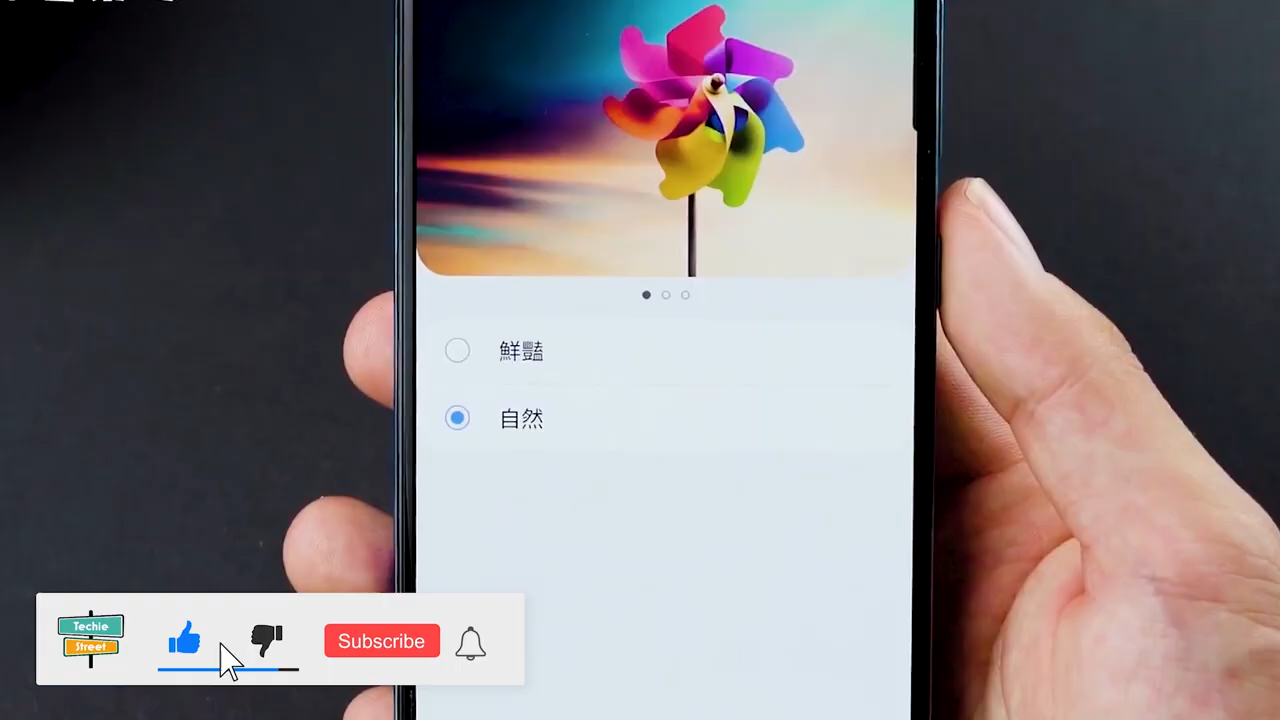 鮮豔
自然
Techie
Street
Subscribe